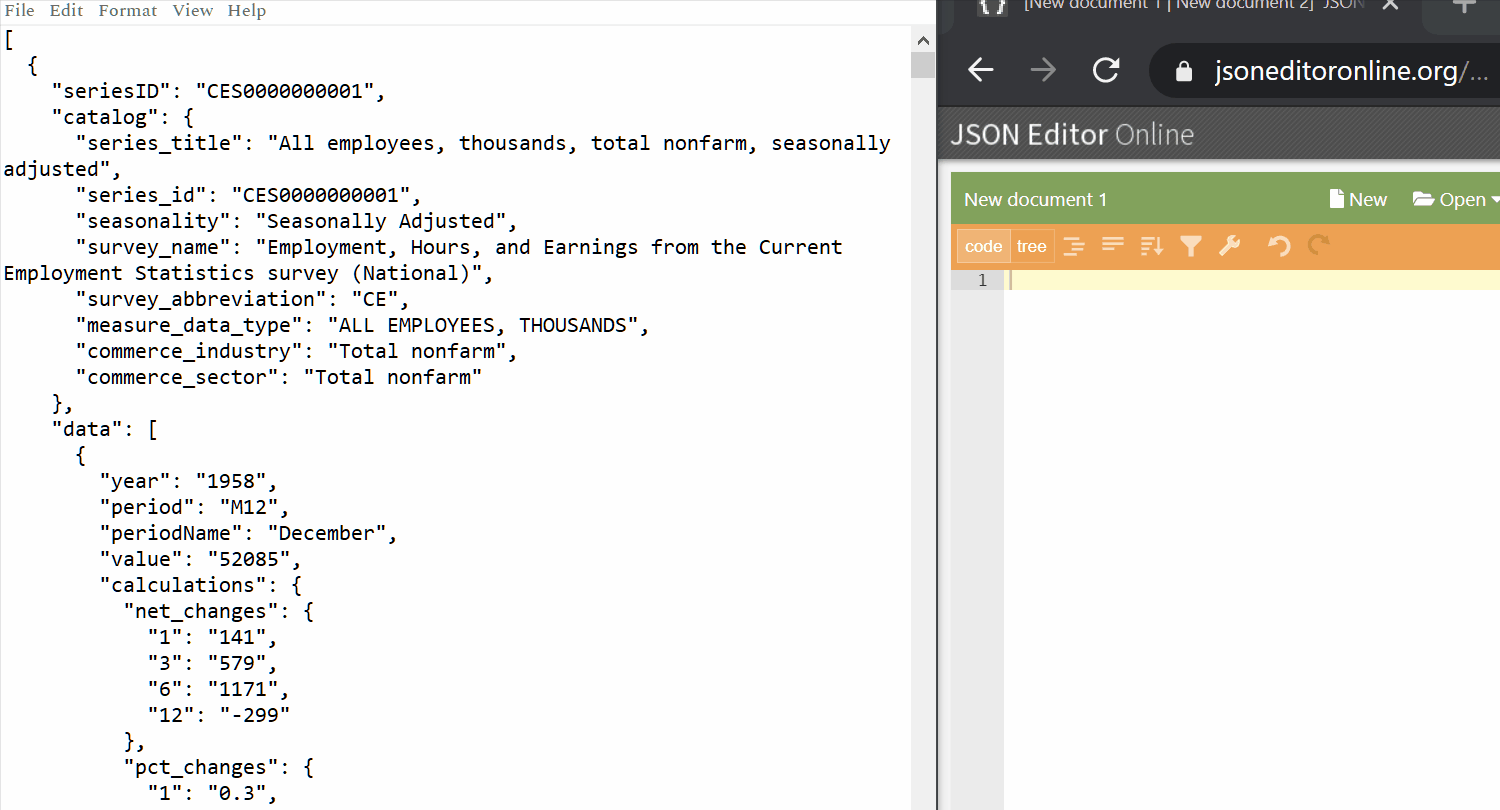 File Edit Format View Help
[
{
"seriesID": "CES0000000001",
"catalog": {
"series_title": "All employees, thousands, total nonfarm, seasonally
adjusted",
"series_id": "CES0000000001",
"seasonality": "Seasonally Adjusted",
"survey_name": "Employment, Hours, and Earnings from the Current
Employment Statistics survey (National)",
"survey_abbreviation": "CE",
"measure_data_type": "ALL EMPLOYEES, THOUSANDS",
"commerce_industry": "Total nonfarm",
"commerce_sector": "Total nonfarm"
},
"data": [
{
"year": "1958",
"period": "M12",
"periodName": "December",
"value": "52085",
"calculations": {
"net_changes": {
"1": "141",
"3": "579",
"6": "1171",
"12": "-299"
},
"pct_changes": {
"1": "0.3",
{} [New document 1 | New document 2] JSON
jsoneditoronline.org/...
JSON Editor Online
New document 1 New Open
code tree
1